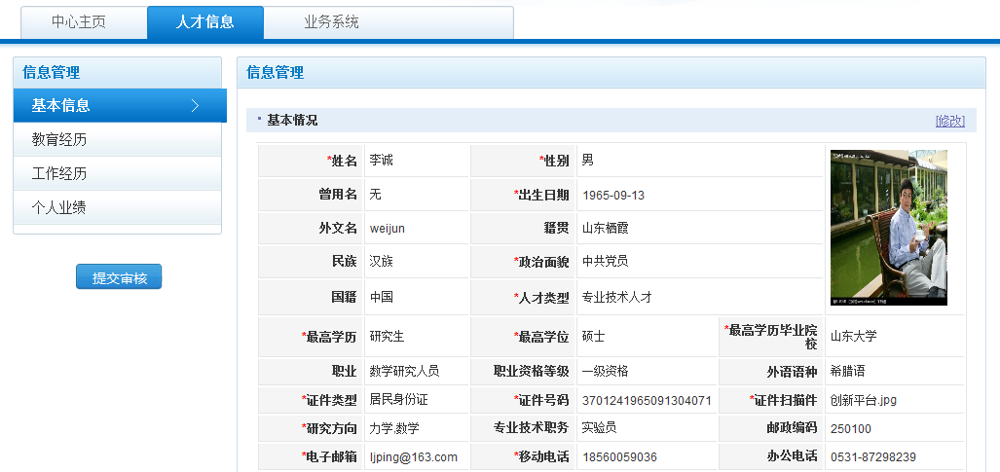 中心主页 人才信息 业务系统
信息管理
基本信息
教育经历
工作经历
个人业绩
提交审核
信息管理
基本情况 [修改]
*姓名 李诚 *性别 男
曾用名 无 *出生日期 1965-09-13
外文名 weijun 籍贯 山东栖霞
民族 汉族 *政治面貌 中共党员
国籍 中国 *人才类型 专业技术人才
*最高学历 研究生 *最高学位 硕士 *最高学历毕业院
校 山东大学
职业 数学研究人员 职业资格等级 一级资格 外语语种 希腊语
*证件类型 居民身份证 *证件号码 3701241965091304071 *证件扫描件 创新平台.jpg
*研究方向 力学,数学 专业技术职务 实验员 邮政编码 250100
*电子邮箱 ljping@163.com *移动电话 18560059036 办公电话 0531-87298239